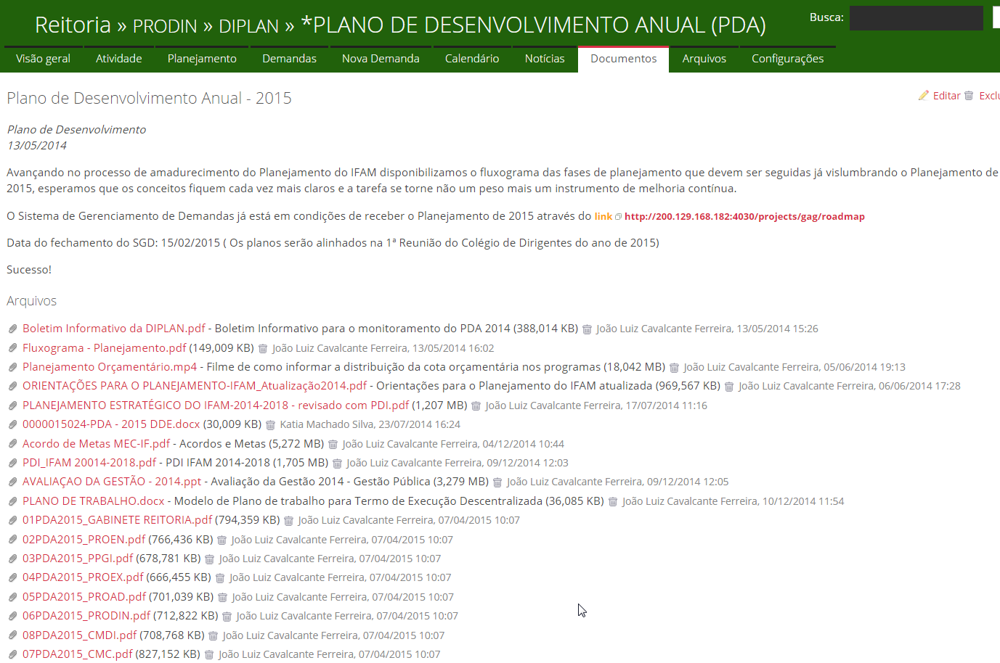 Reitoria » PRODIN » DIPLAN » *PLANO DE DESENVOLVIMENTO ANUAL (PDA)
Busca:
Visão geral Atividade Planejamento Demandas Nova Demanda Calendário Notícias Documentos Arquivos Configurações
Plano de Desenvolvimento Anual - 2015
Editar Exclu
Plano de Desenvolvimento
13/05/2014
Avançando no processo de amadurecimento do Planejamento do IFAM disponibilizamos o fluxograma das fases de planejamento que devem ser seguidas já vislumbrando o Planejamento de
2015, esperamos que os conceitos fiquem cada vez mais claros e a tarefa se torne não um peso mais um instrumento de melhoria contínua.
O Sistema de Gerenciamento de Demandas já está em condições de receber o Planejamento de 2015 através do link http://200.129.168.182:4030/projects/gag/roadmap
Data do fechamento do SGD: 15/02/2015 ( Os planos serão alinhados na 1ª Reunião do Colégio de Dirigentes do ano de 2015)
Sucesso!
Arquivos
Boletim Informativo da DIPLAN.pdf - Boletim Informativo para o monitoramento do PDA 2014 (388,014 KB) João Luiz Cavalcante Ferreira, 13/05/2014 15:26
Fluxograma - Planejamento.pdf (149,009 KB) João Luiz Cavalcante Ferreira, 13/05/2014 16:02
Planejamento Orçamentário.mp4 - Filme de como informar a distribuição da cota orçamentária nos programas (18,042 MB) João Luiz Cavalcante Ferreira, 05/06/2014 19:13
ORIENTAÇÕES PARA O PLANEJAMENTO-IFAM_Atualização2014.pdf - Orientações para o Planejamento do IFAM atualizada (969,567 KB) João Luiz Cavalcante Ferreira, 06/06/2014 17:28
PLANEJAMENTO ESTRATÉGICO DO IFAM-2014-2018 - revisado com PDI.pdf (1,207 MB) João Luiz Cavalcante Ferreira, 17/07/2014 11:16
0000015024-PDA - 2015 DDE.docx (30,009 KB) Katia Machado Silva, 23/07/2014 16:24
Acordo de Metas MEC-IF.pdf - Acordos e Metas (5,272 MB) João Luiz Cavalcante Ferreira, 04/12/2014 10:44
PDI_IFAM 20014-2018.pdf - PDI IFAM 2014-2018 (1,705 MB) João Luiz Cavalcante Ferreira, 09/12/2014 12:03
AVALIAÇAO DA GESTÃO - 2014.ppt - Avaliação da Gestão 2014 - Gestão Pública (3,279 MB) João Luiz Cavalcante Ferreira, 09/12/2014 12:05
PLANO DE TRABALHO.docx - Modelo de Plano de trabalho para Termo de Execução Descentralizada (36,085 KB) João Luiz Cavalcante Ferreira, 10/12/2014 11:54
01PDA2015_GABINETE REITORIA.pdf (794,359 KB) João Luiz Cavalcante Ferreira, 07/04/2015 10:07
02PDA2015_PROEN.pdf (766,436 KB) João Luiz Cavalcante Ferreira, 07/04/2015 10:07
03PDA2015_PPGI.pdf (678,781 KB) João Luiz Cavalcante Ferreira, 07/04/2015 10:07
04PDA2015_PROEX.pdf (666,455 KB) João Luiz Cavalcante Ferreira, 07/04/2015 10:07
05PDA2015_PROAD.pdf (701,039 KB) João Luiz Cavalcante Ferreira, 07/04/2015 10:07
06PDA2015_PRODIN.pdf (712,822 KB) João Luiz Cavalcante Ferreira, 07/04/2015 10:07
08PDA2015_CMDI.pdf (708,768 KB) João Luiz Cavalcante Ferreira, 07/04/2015 10:07
07PDA2015_CMC.pdf (827,152 KB) João Luiz Cavalcante Ferreira, 07/04/2015 10:07